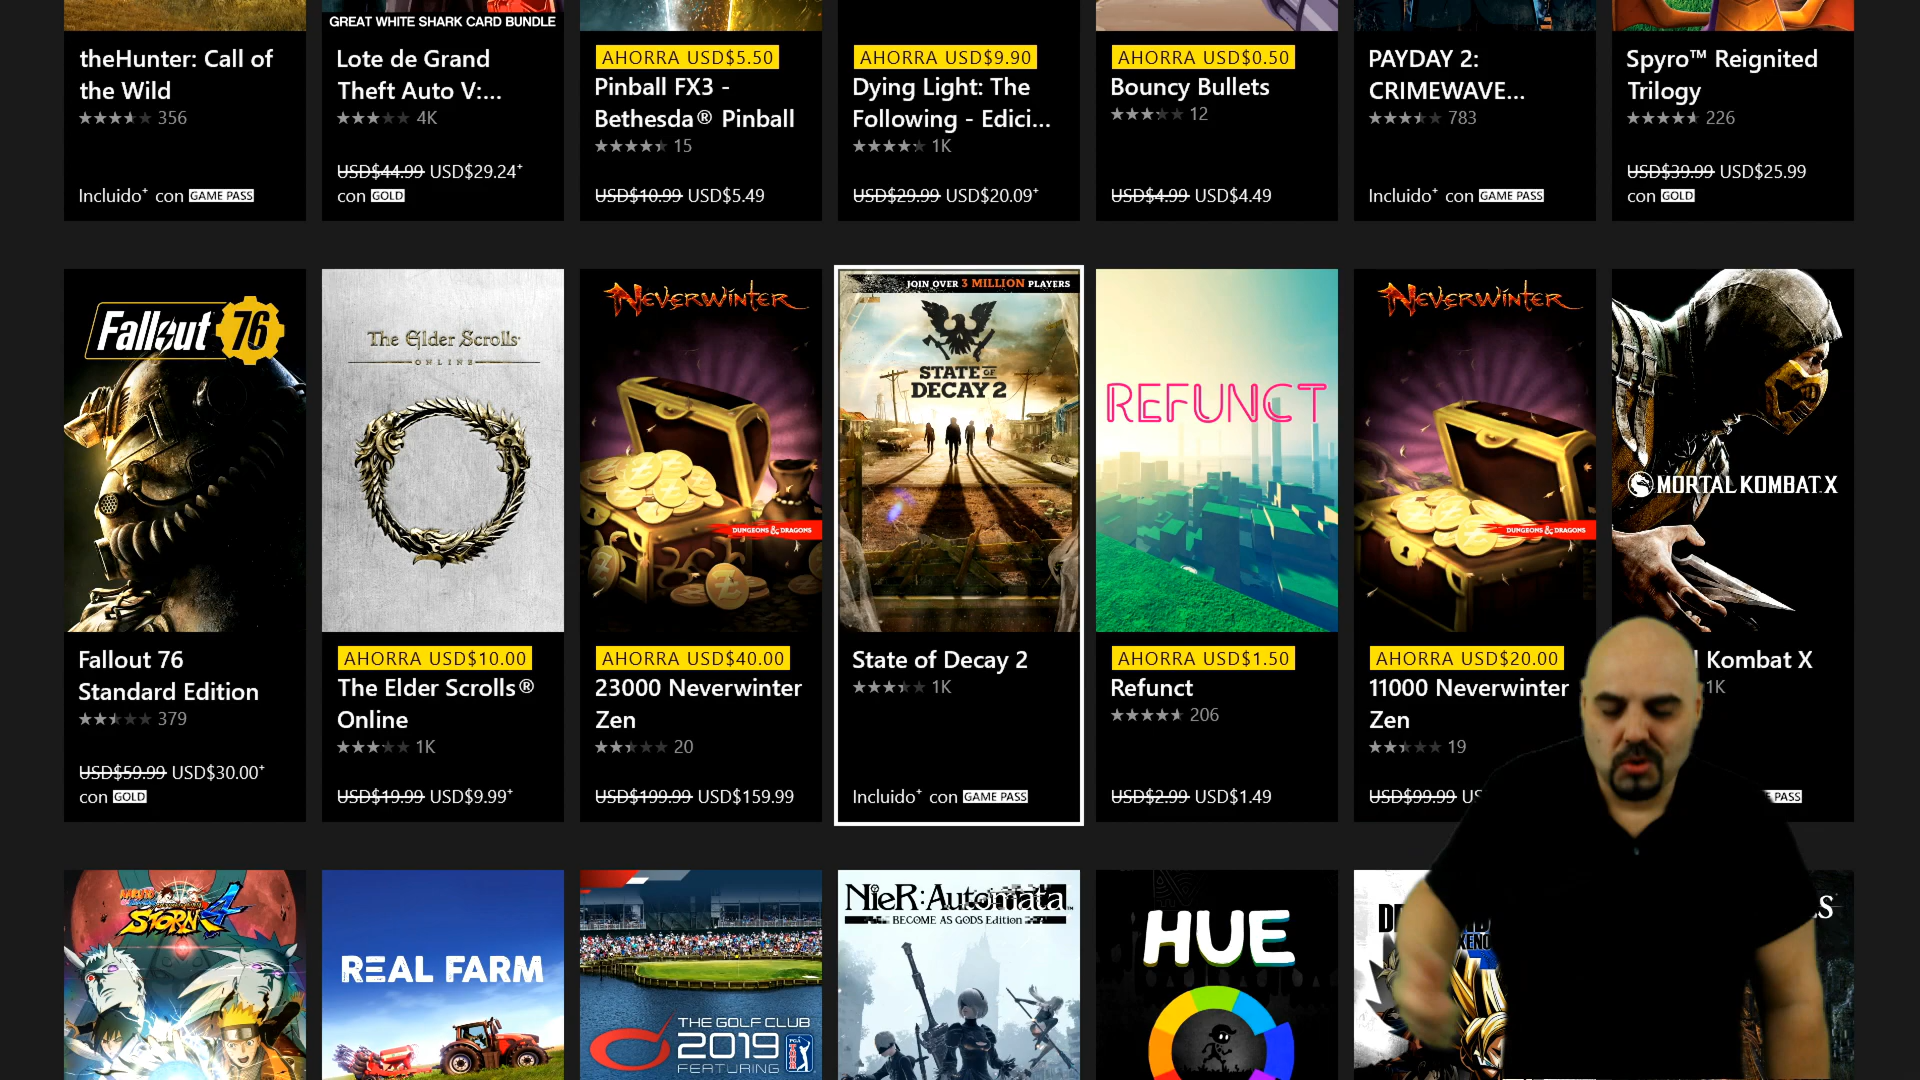 GREAT WHITE SHARK CARD BUNDLE
theHunter: Call of
the Wild
356
Incluido+ con GAME PASS
Lote de Grand
Theft Auto V:...
4K
USD$44.99 USD$29.24+
con GOLD
AHORRA USD$5.50
Pinball FX3 -
Bethesda® Pinball
15
USD$10.99 USD$5.49
AHORRA USD$9.90
Dying Light: The
Following - Edici...
1K
USD$29.99 USD$20.09+
AHORRA USD$0.50
Bouncy Bullets
12
USD$4.99 USD$4.49
PAYDAY 2:
CRIMEWAVE...
783
Incluido+ con GAME PASS
Spyro™ Reignited
Trilogy
226
USD$39.99 USD$25.99
con GOLD
Fallout 76
Fallout 76
Standard Edition
379
USD$59.99 USD$30.00+
con GOLD
The Elder Scrolls
ONLINE
AHORRA USD$10.00
The Elder Scrolls®
Online
1K
USD$19.99 USD$9.99+
NEVERWINTER
DUNGEONS & DRAGONS
AHORRA USD$40.00
23000 Neverwinter
Zen
20
USD$199.99 USD$159.99
JOIN OVER 3 MILLION PLAYERS
STATE OF
DECAY 2
State of Decay 2
1K
Incluido+ con GAME PASS
REFUNCT
AHORRA USD$1.50
Refunct
206
USD$2.99 USD$1.49
NEVERWINTER
DUNGEONS & DRAGONS
AHORRA USD$20.00
11000 Neverwinter
Zen
19
USD$99.99 US
MORTAL KOMBAT X
l Kombat X
1K
PASS
STORM 4
REAL FARM
THE GOLF CLUB
2019
FEATURING
PGA TOUR
NieR:Automata™
BECOME AS GODS Edition
HUE
XENO